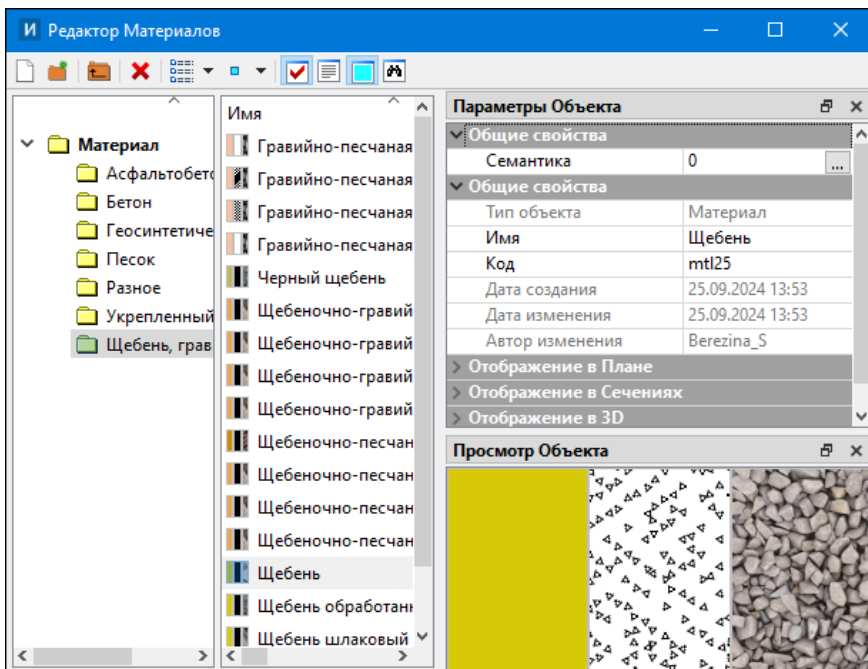 И Редактор Материалов
Материал
Асфальтобето
Бетон
Геосинтетиче
Песок
Разное
Укрепленный
Щебень, грав
Имя
Гравийно-песчаная
Гравийно-песчаная
Гравийно-песчаная
Гравийно-песчаная
Черный щебень
Щебеночно-гравий
Щебеночно-гравий
Щебеночно-гравий
Щебеночно-гравий
Щебеночно-песчан
Щебеночно-песчан
Щебеночно-песчан
Щебеночно-песчан
Щебень
Щебень обработанн
Щебень шлаковый
Параметры Объекта
Общие свойства
Семантика 0 ...
Общие свойства
Тип объекта Материал
Имя Щебень
Код mtl25
Дата создания 25.09.2024 13:53
Дата изменения 25.09.2024 13:53
Автор изменения Berezina_S
Отображение в Плане
Отображение в Сечениях
Отображение в 3D
Просмотр Объекта